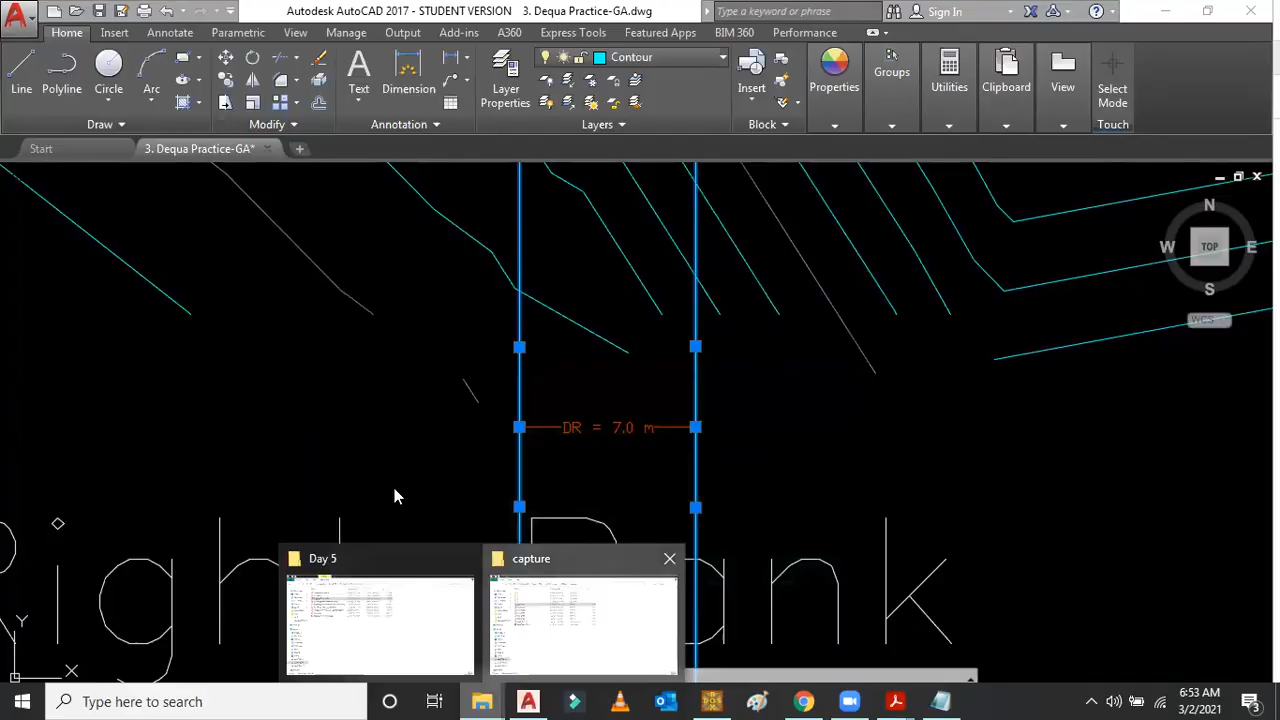 Autodesk AutoCAD 2017 - STUDENT VERSION 3. Dequa Practice-GA.dwg
Type a keyword or phrase
Sign In
Home Insert Annotate Parametric View Manage Output Add-ins A360 Express Tools Featured Apps BIM 360 Performance
Contour
Line Polyline Circle Arc Text Dimension Layer Properties Insert Properties Groups Utilities Clipboard View Select Mode
Draw Modify Annotation Layers Block Touch
Start 3. Dequa Practice-GA*
N
W TOP E
S
WCS
DR = 7.0 m
Day 5 capture
Y
Type here to search
6:53 AM
3/2/2021
3